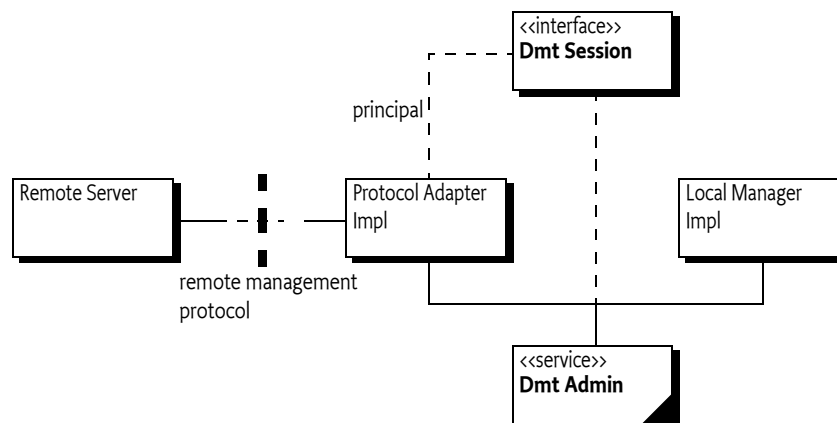 <<interface>>
Dmt Session
principal
Remote Server
Protocol Adapter
Impl
Local Manager
Impl
remote management
protocol
<<service>>
Dmt Admin